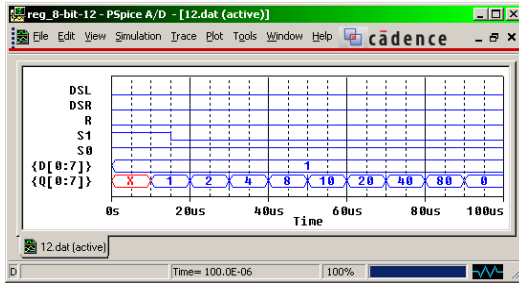 reg_8-bit-12 - PSpice A/D - [12.dat (active)]
File Edit View Simulation Trace Plot Tools Window Help cādence
DSL
DSR
R
S1
S0
{D[0:7]} 1
{Q[0:7]} X 1 2 4 8 10 20 40 80 0
0s 20us 40us 60us 80us 100us
Time
12.dat (active)
D Time= 100.0E-06 100%